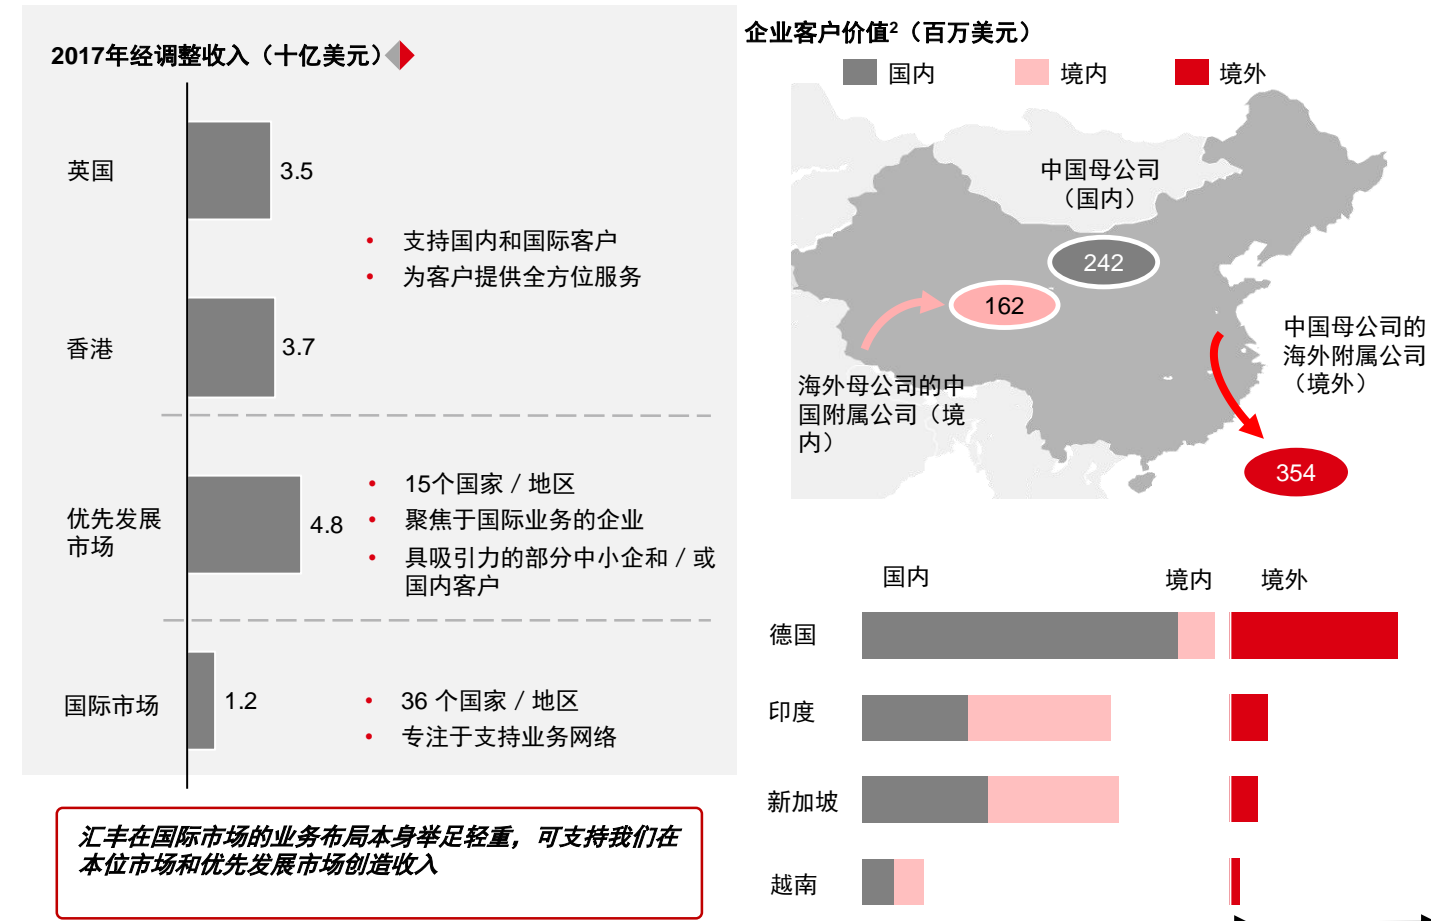 2017年经调整收入（十亿美元）
英国
3.5
• 支持国内和国际客户
• 为客户提供全方位服务
香港
3.7
优先发展
市场
4.8
• 15个国家 / 地区
• 聚焦于国际业务的企业
• 具吸引力的部分中小企和 / 或
国内客户
国际市场
1.2
• 36 个国家 / 地区
• 专注于支持业务网络
汇丰在国际市场的业务布局本身举足轻重，可支持我们在
本位市场和优先发展市场创造收入
企业客户价值²（百万美元）
国内
境内
境外
中国母公司
（国内）
242
162
中国母公司的
海外附属公司
（境外）
海外母公司的中
国附属公司（境
内）
354
国内
境内
境外
德国
印度
新加坡
越南